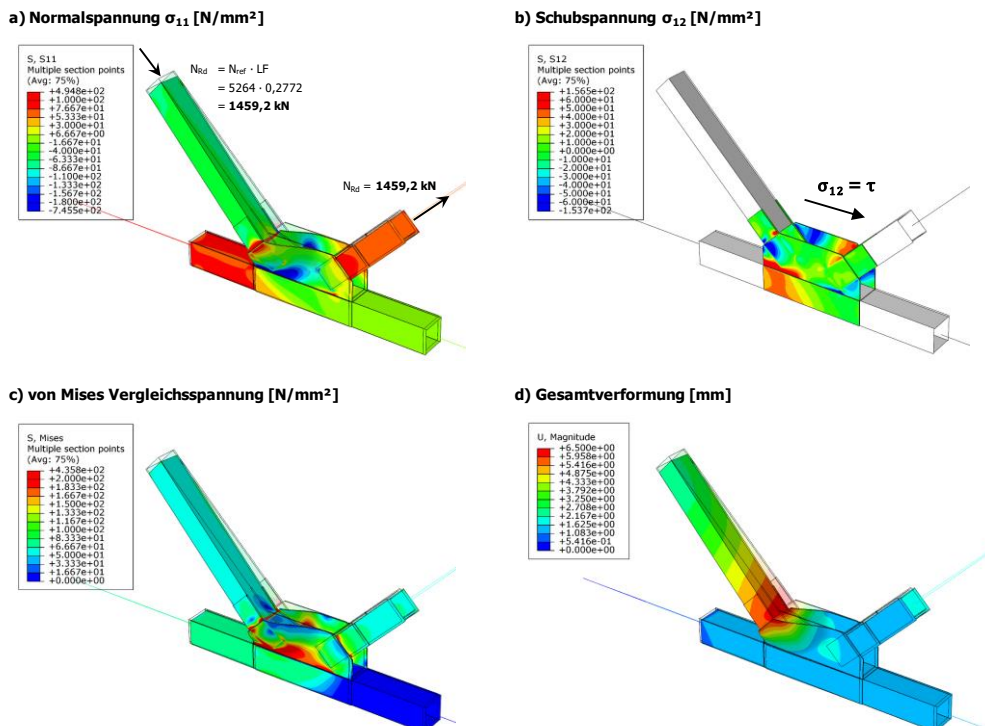 a) Normalspannung σ₁₁ [N/mm²]
S, S11
Multiple section points
(Avg: 75%)
+4.948e+02
+1.000e+02
+7.667e+01
+5.333e+01
+3.000e+01
+6.667e+00
-1.667e+01
-4.000e+01
-6.333e+01
-8.667e+01
-1.100e+02
-1.333e+02
-1.567e+02
-1.800e+02
-7.455e+02
N_Rd = N_ref · LF
= 5264 · 0,2772
= 1459,2 kN
N_Rd = 1459,2 kN
b) Schubspannung σ₁₂ [N/mm²]
S, S12
Multiple section points
(Avg: 75%)
+1.565e+02
+6.000e+01
+5.000e+01
+4.000e+01
+3.000e+01
+2.000e+01
+1.000e+01
+0.000e+00
-1.000e+01
-2.000e+01
-3.000e+01
-4.000e+01
-5.000e+01
-6.000e+01
-1.537e+02
σ₁₂ = τ
c) von Mises Vergleichsspannung [N/mm²]
S, Mises
Multiple section points
(Avg: 75%)
+4.358e+02
+2.000e+02
+1.833e+02
+1.667e+02
+1.500e+02
+1.333e+02
+1.167e+02
+1.000e+02
+8.333e+01
+6.667e+01
+5.000e+01
+3.333e+01
+1.667e+01
+0.000e+00
d) Gesamtverformung [mm]
U, Magnitude
+6.500e+00
+5.958e+00
+5.416e+00
+4.875e+00
+4.333e+00
+3.792e+00
+3.250e+00
+2.708e+00
+2.167e+00
+1.625e+00
+1.083e+00
+5.416e-01
+0.000e+00